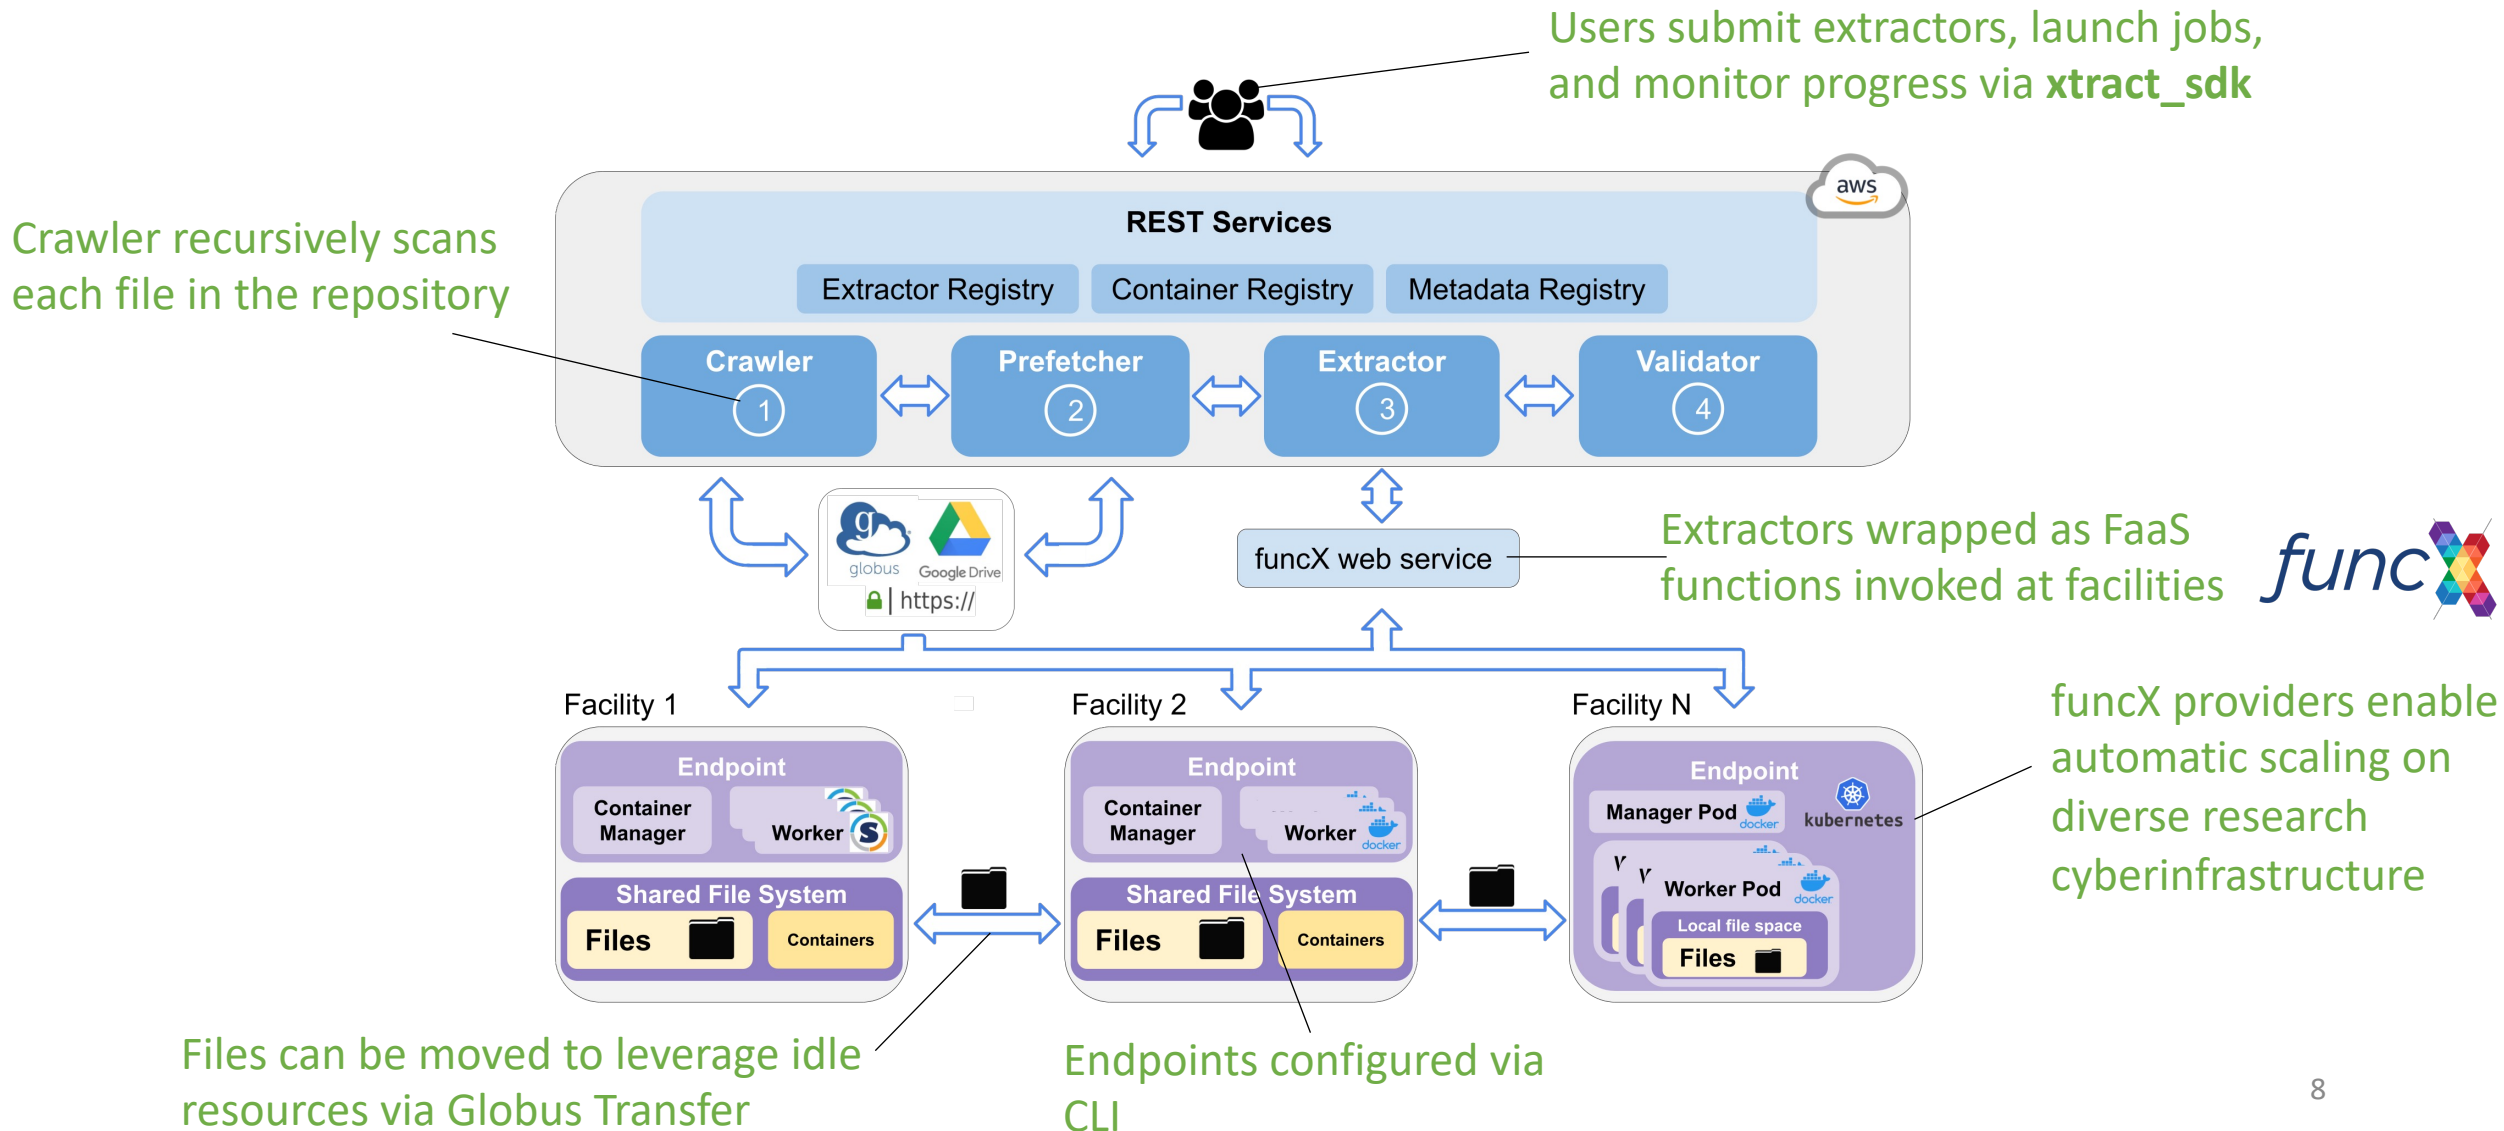 Users submit extractors, launch jobs,
and monitor progress via xtract_sdk
aws
REST Services
Crawler recursively scans
each file in the repository
Extractor Registry
Container Registry
Metadata Registry
Crawler
1
Prefetcher
2
Extractor
3
Validator
4
globus
Google Drive
https://
funcX web service
Extractors wrapped as FaaS
functions invoked at facilities
funcX
Facility 1
Facility 2
Facility N
funcX providers enable
automatic scaling on
diverse research
cyberinfrastructure
Endpoint
Container
Manager
Worker
S
Shared File System
Files
Containers
Endpoint
Container
Manager
Worker
docker
Shared File System
Files
Containers
Endpoint
Manager Pod
docker
kubernetes
Worker Pod
docker
Local file space
Files
Files can be moved to leverage idle
resources via Globus Transfer
Endpoints configured via
CLI
8